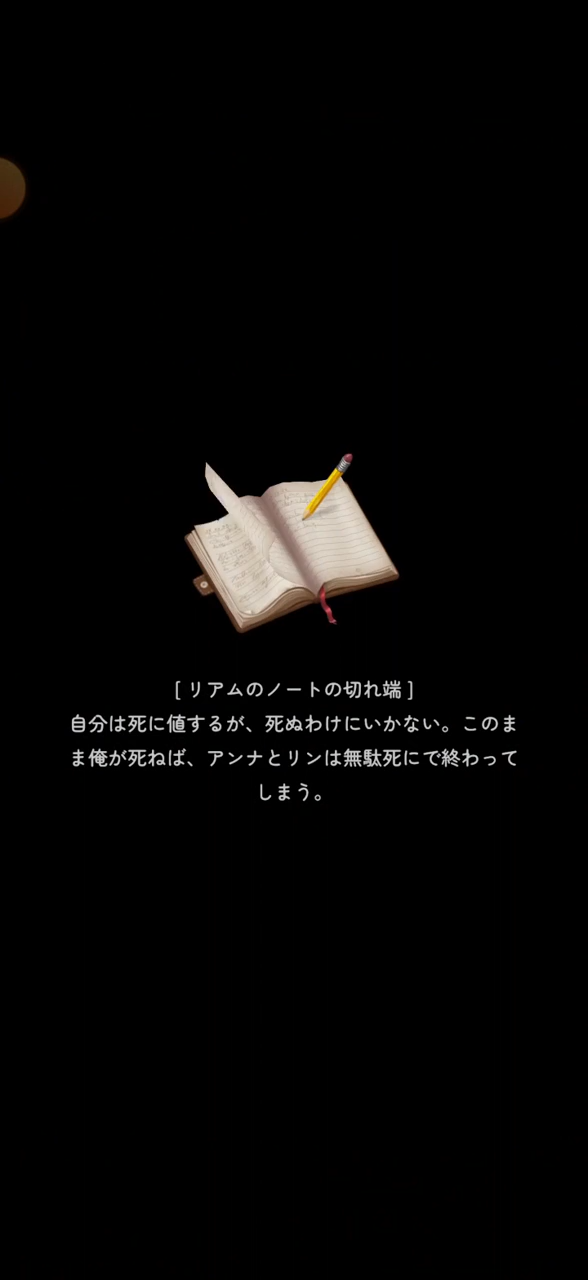 [ リアムのノートの切れ端 ]
自分は死に値するが、死ぬわけにいかない。このま
ま俺が死ねば、アンナとリンは無駄死にで終わって
しまう。